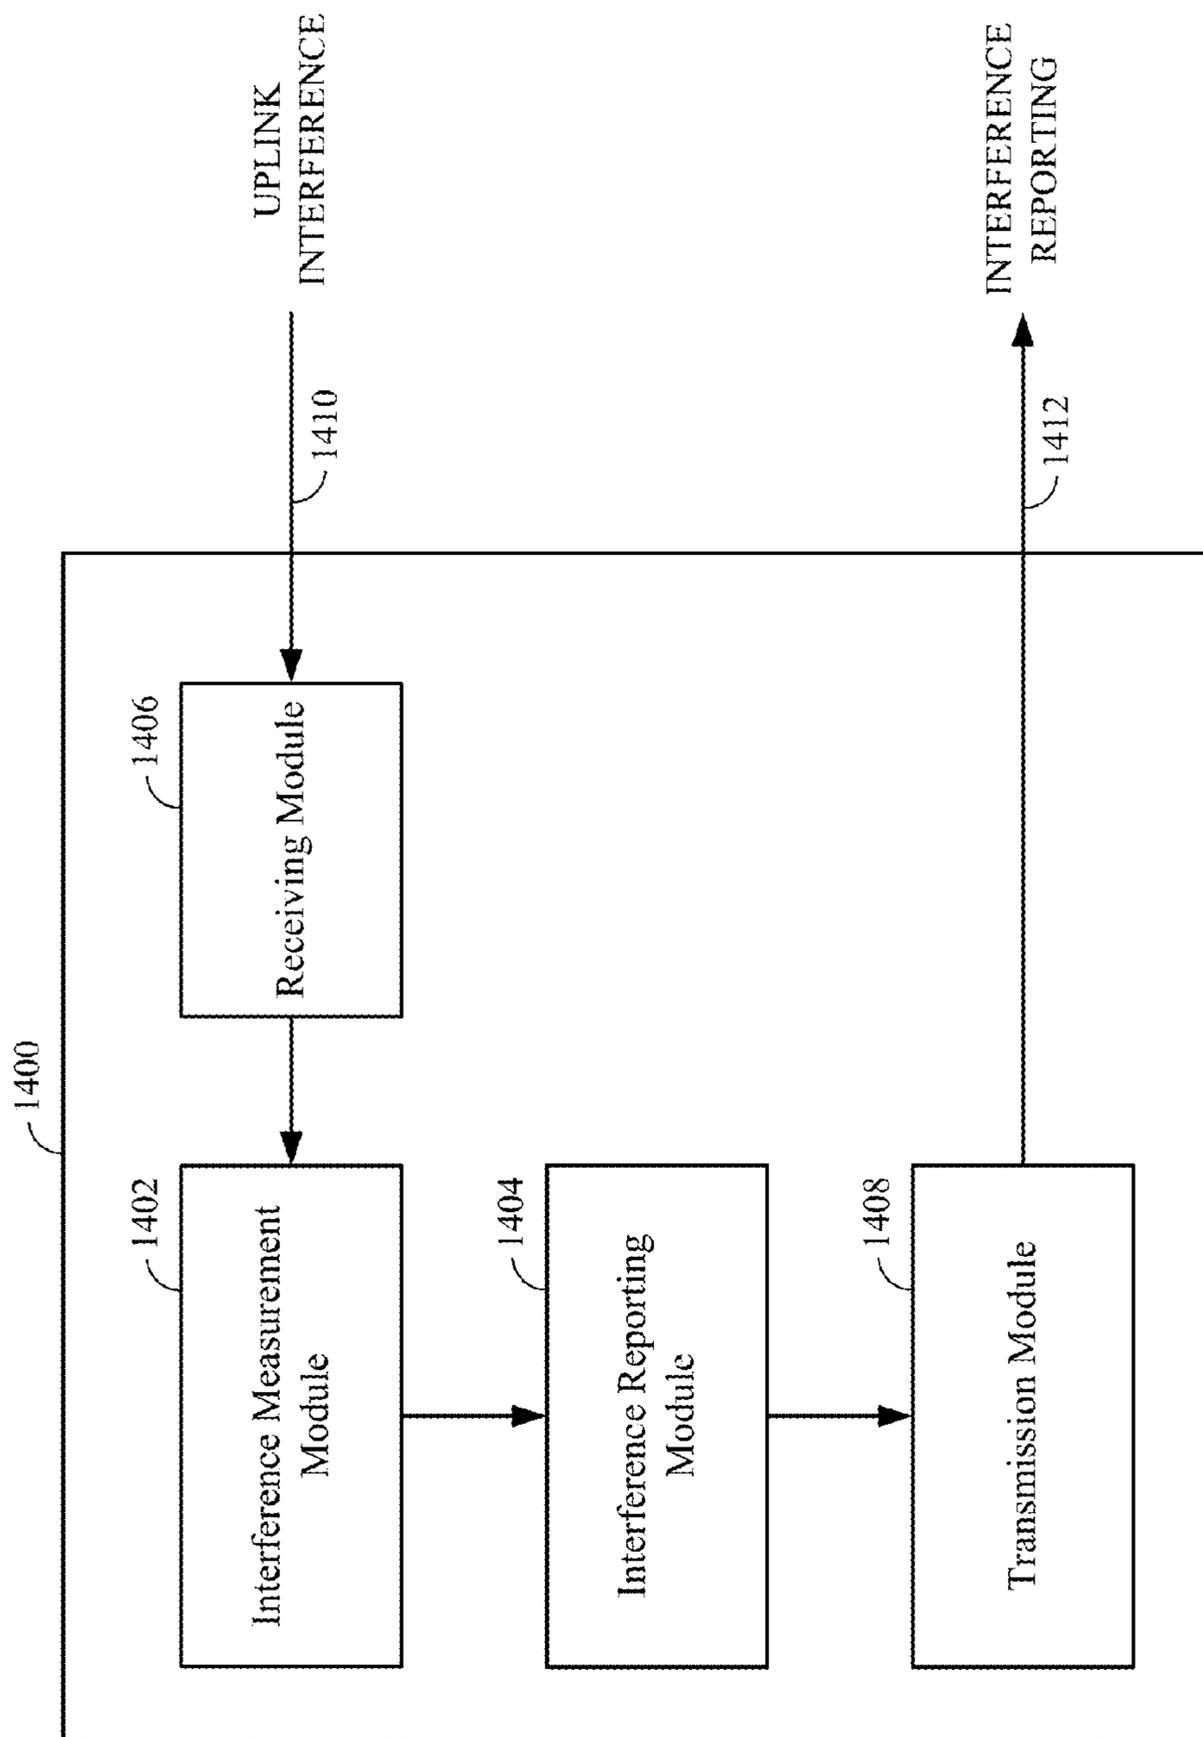 1400
1402
Interference Measurement
Module
1406
Receiving Module
1410
UPLINK
INTERFERENCE
1404
Interference Reporting
Module
1408
Transmission Module
1412
INTERFERENCE
REPORTING